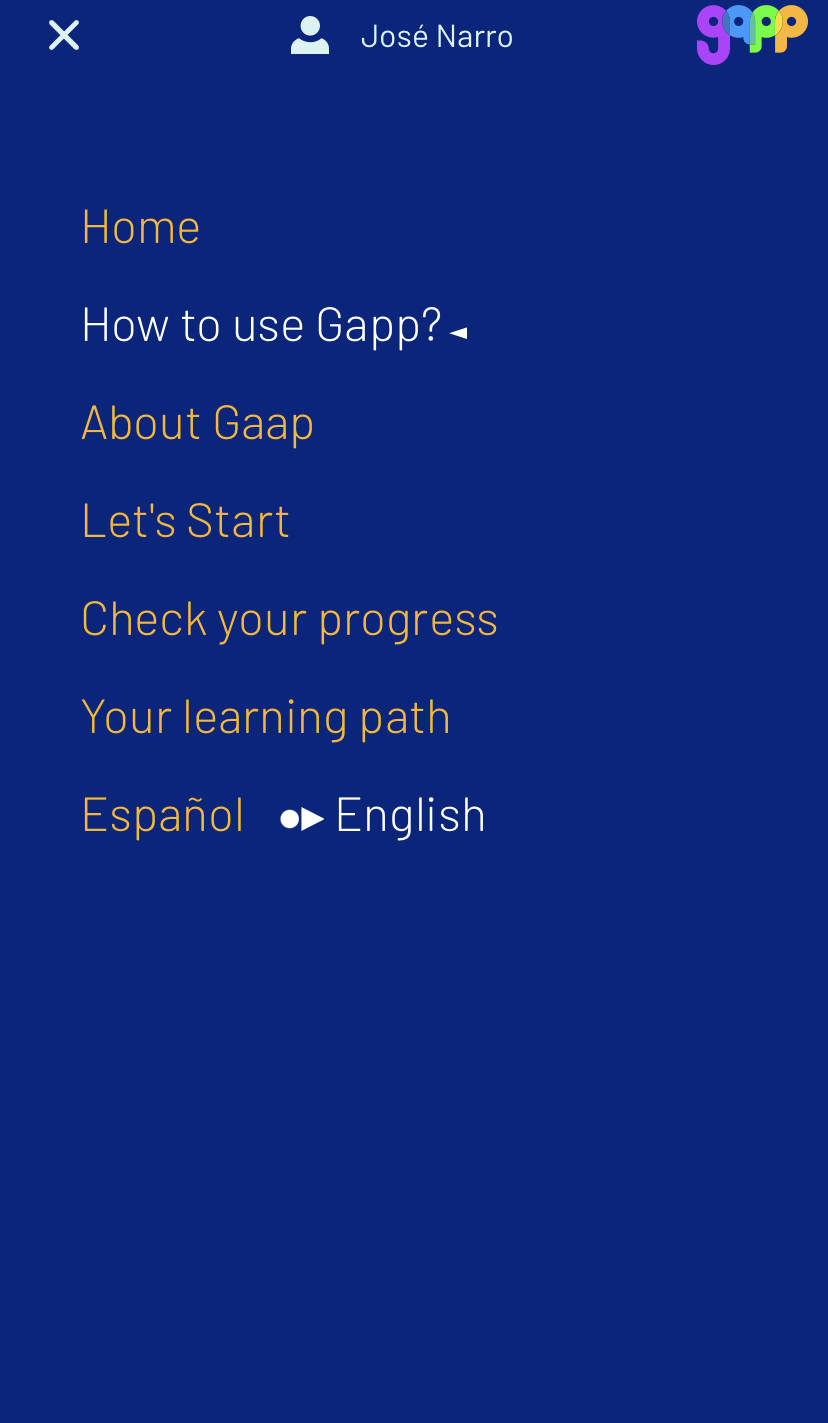 José Narro
gapp
Home
How to use Gapp?
About Gaap
Let's Start
Check your progress
Your learning path
Español English